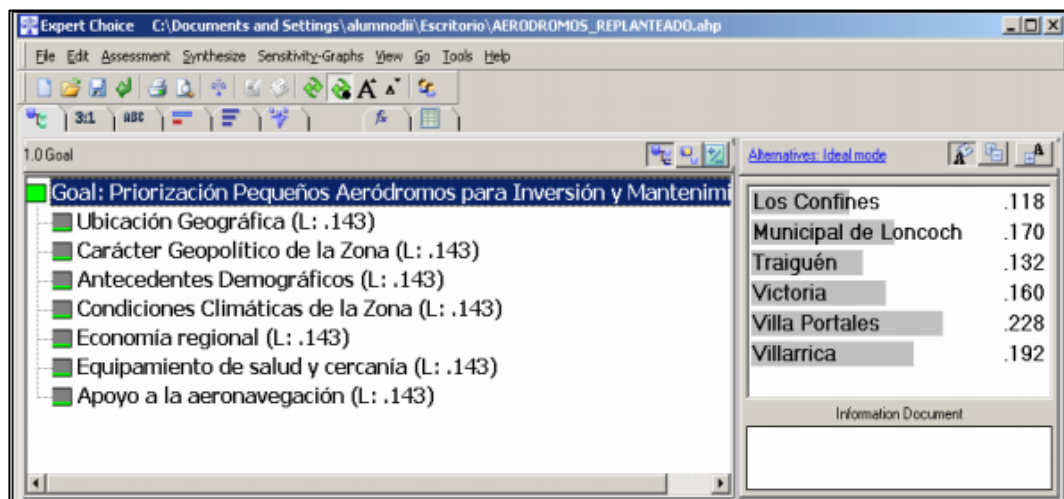 Expert Choice C:\Documents and Settings\alumnodii\Escritorio\AERODROMOS_REPLANTEADO.ahp
File Edit Assessment Synthesize Sensitivity-Graphs View Go Tools Help
3:1 ABC fx
1.0 Goal
Goal: Priorización Pequeños Aeródromos para Inversión y Mantenimi
Ubicación Geográfica (L: .143)
Carácter Geopolítico de la Zona (L: .143)
Antecedentes Demográficos (L: .143)
Condiciones Climáticas de la Zona (L: .143)
Economía regional (L: .143)
Equipamiento de salud y cercanía (L: .143)
Apoyo a la aeronavegación (L: .143)
Alternatives: Ideal mode
Los Confines .118
Municipal de Loncoch .170
Traiguén .132
Victoria .160
Villa Portales .228
Villarrica .192
Information Document